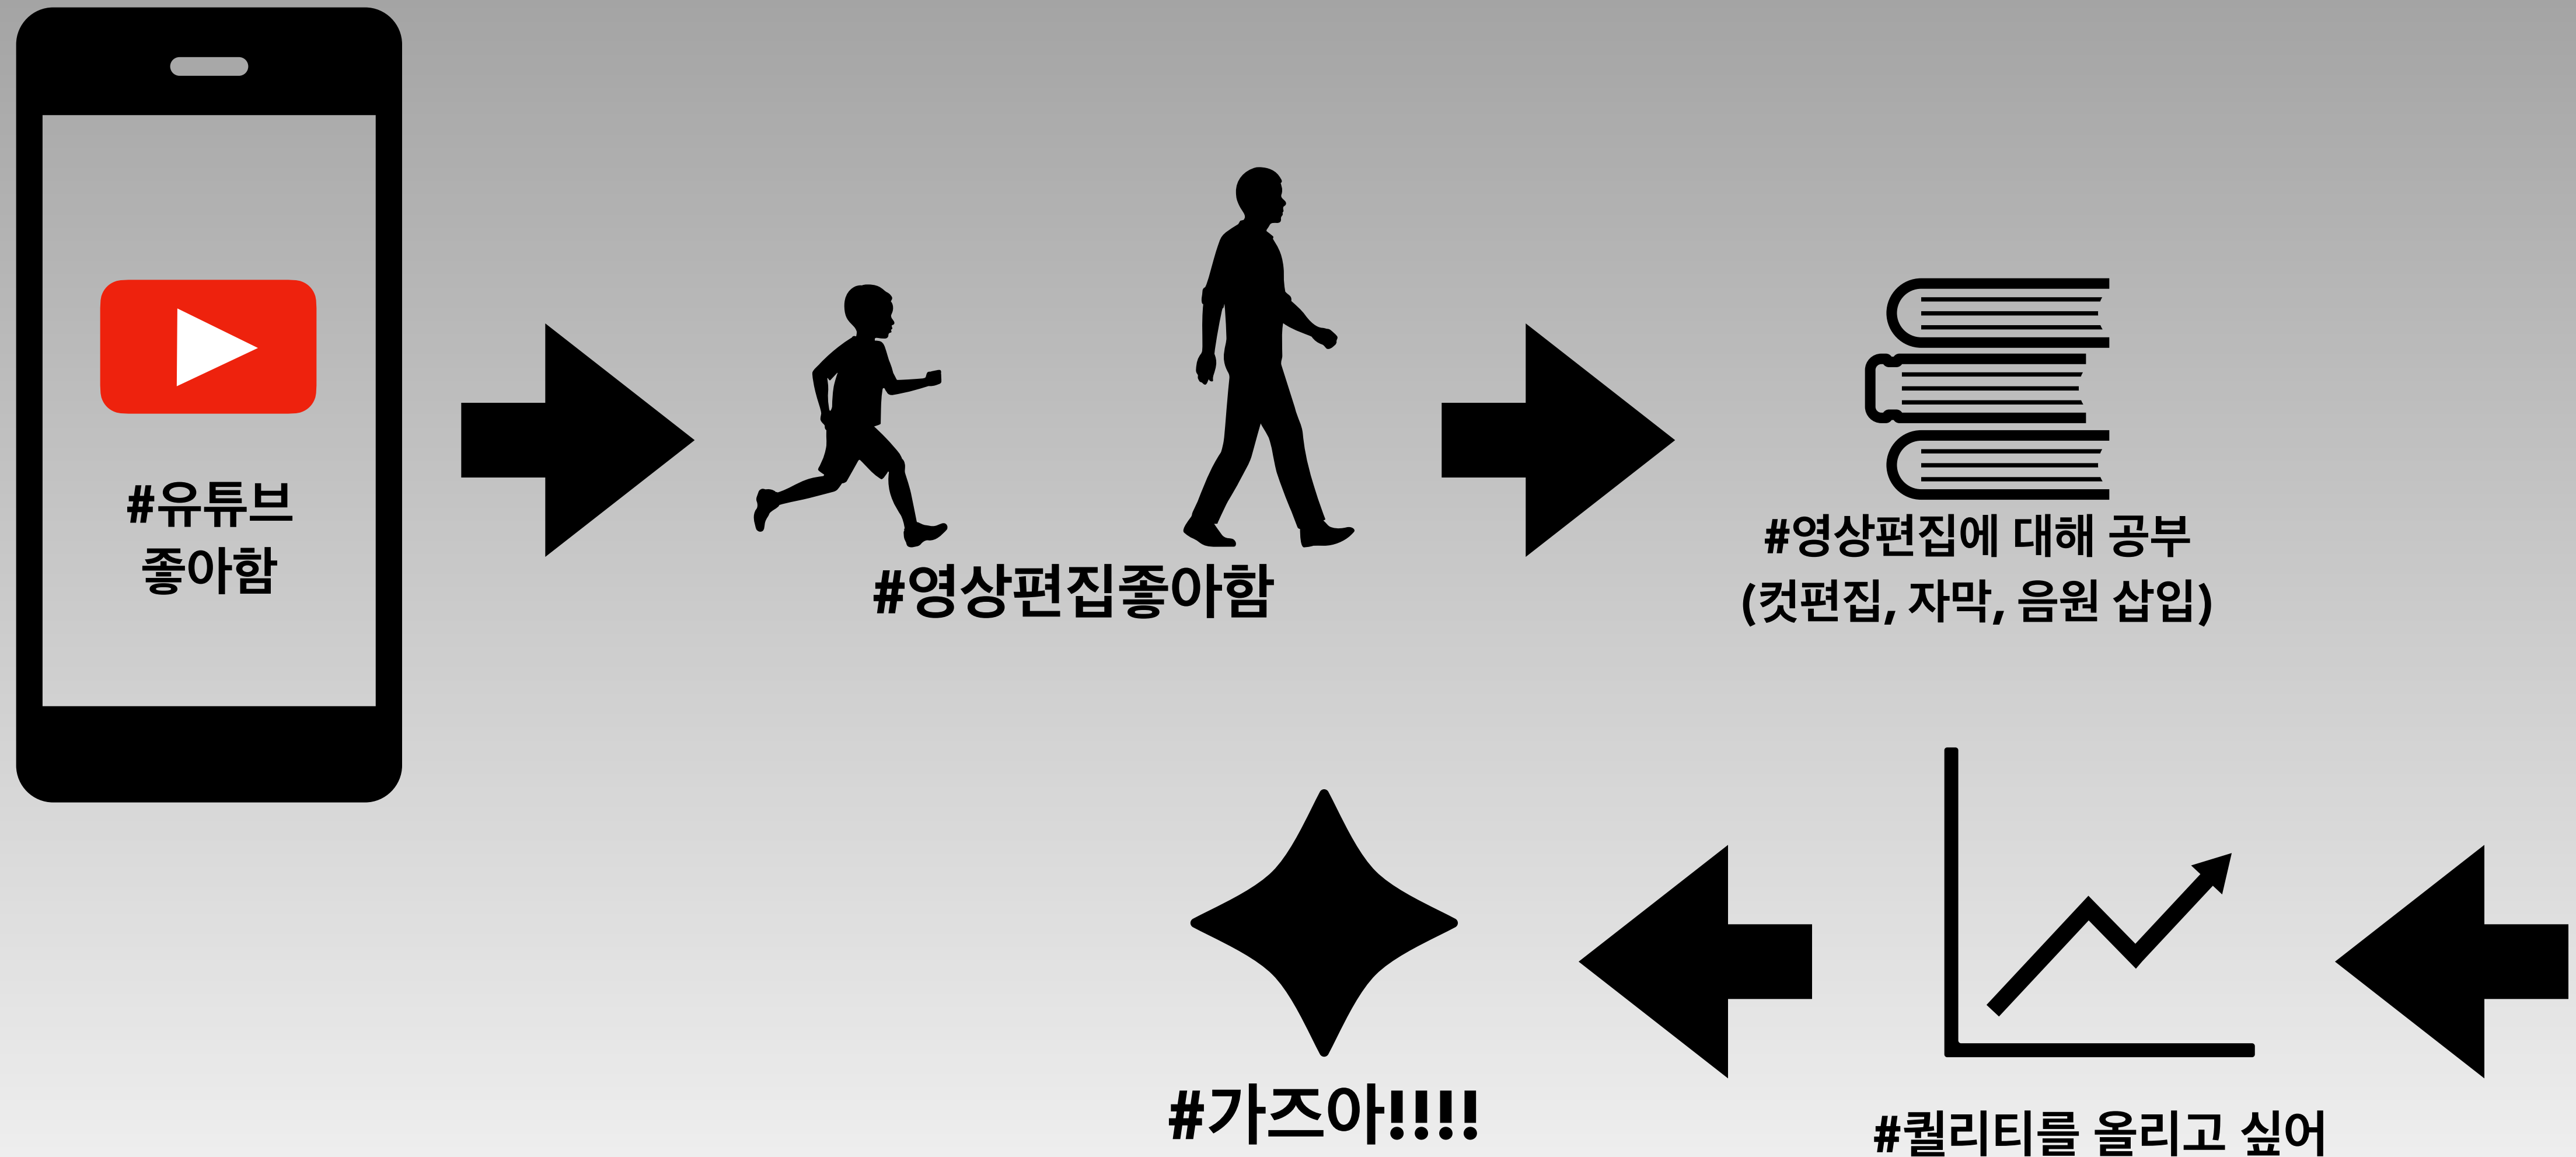 #유튜브
좋아함
#영상편집좋아함
#영상편집에 대해 공부
(컷편집, 자막, 음원 삽입)
#퀄리티를 올리고 싶어
#가즈아!!!!